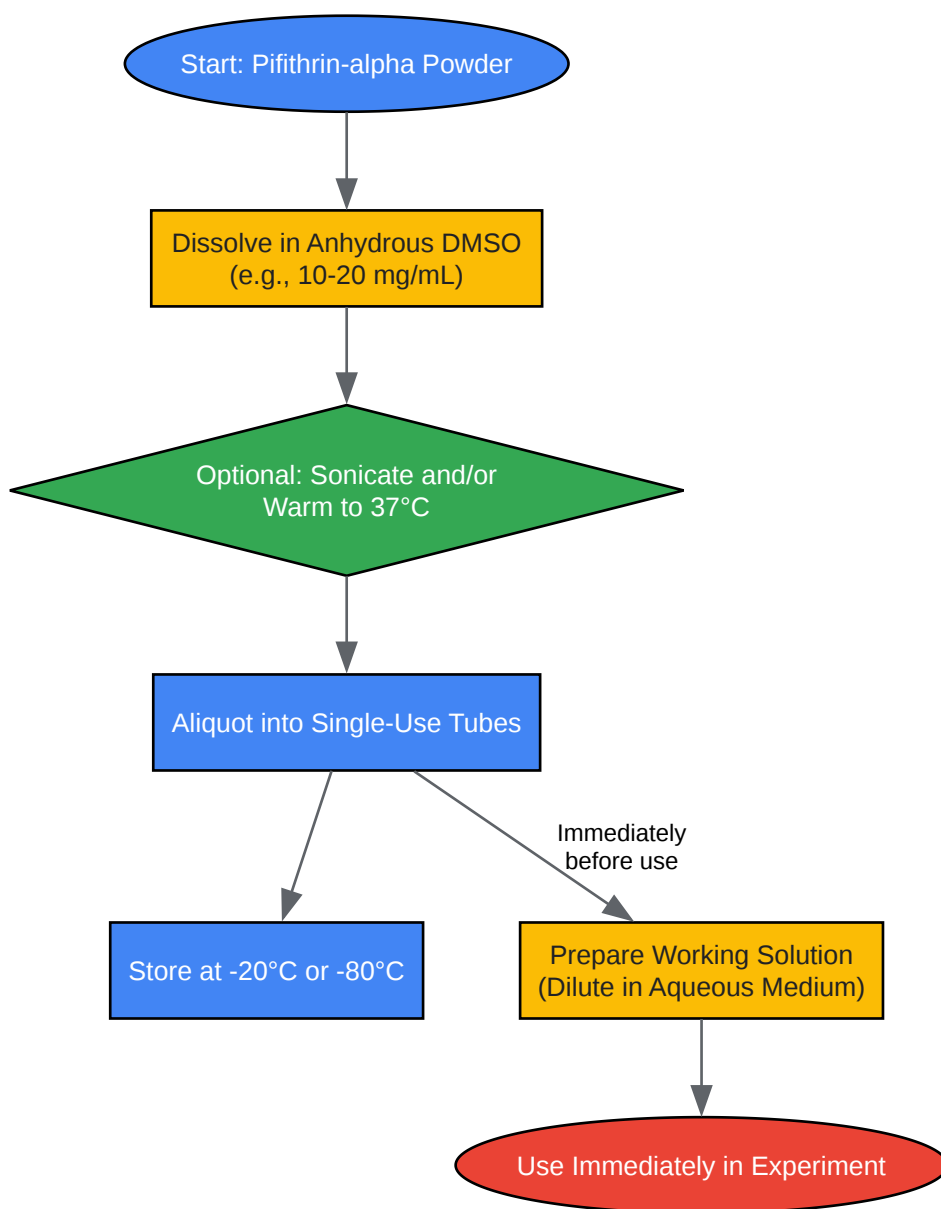 Start: Pifithrin-alpha Powder
Dissolve in Anhydrous DMSO
(e.g., 10-20 mg/mL)
Optional: Sonicate and/or
Warm to 37°C
Aliquot into Single-Use Tubes
Immediately
before use
Store at -20°C or -80°C
Prepare Working Solution
(Dilute in Aqueous Medium)
Use Immediately in Experiment